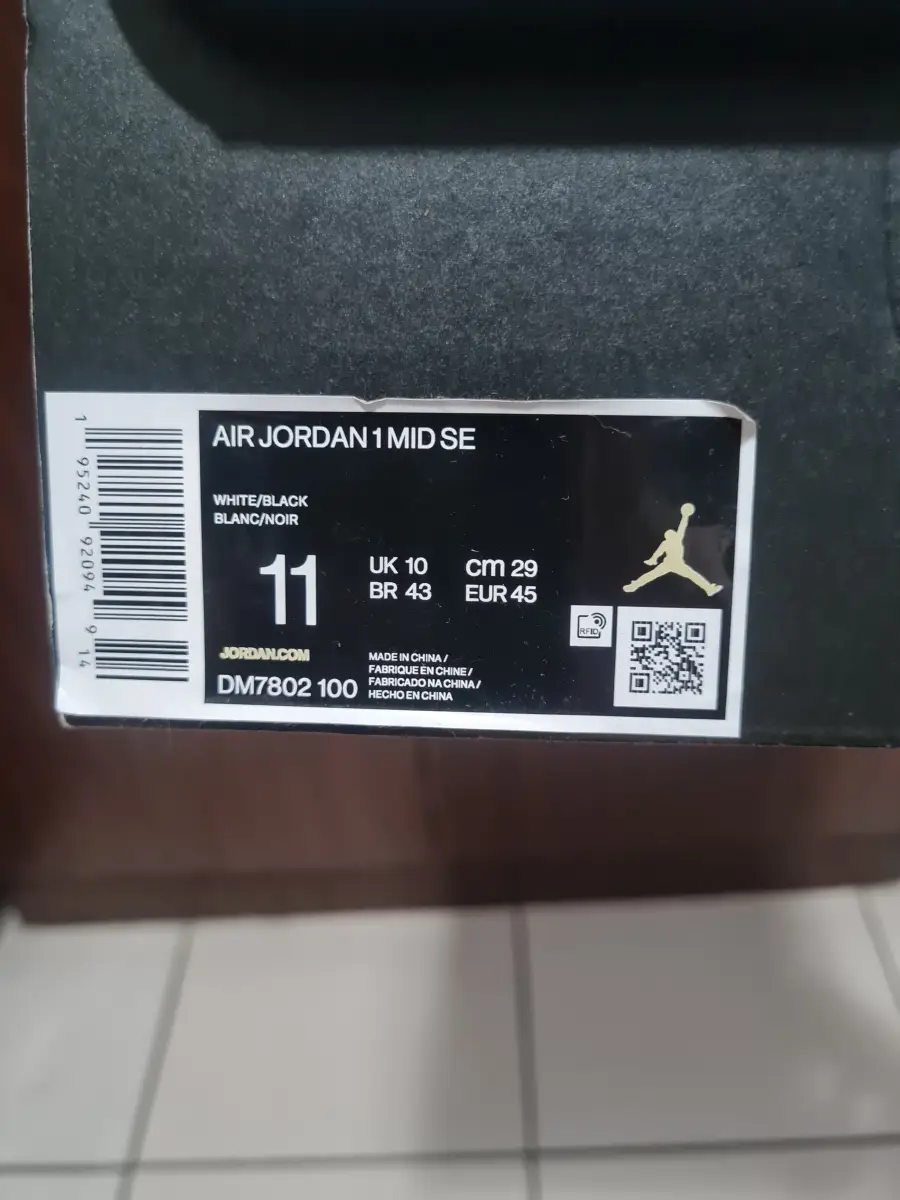 AIR JORDAN 1 MID SE
WHITE/BLACK
BLANC/NOIR
11
UK 10
BR 43
cm 29
EUR 45
JORDAN.COM
DM7802 100
MADE IN CHINA /
FABRIQUE EN CHINE /
FABRICADO NA CHINA /
HECHO EN CHINA
RFID
1 95240 92094 9 14